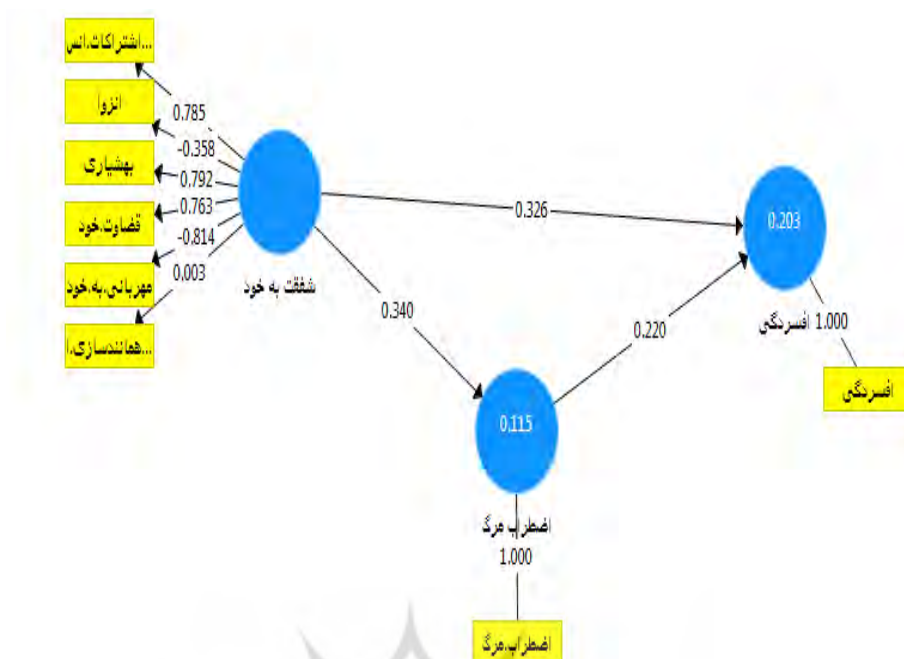 اشتراکات.انس...
0.785
انزوا
-0.358
بهشیاری
0.792
0.763
قضاوت.خود
-0.814
مهربانی.به.خود
0.003
همانندسازی.ا...
شفقت به خود
0.326
0.203
0.340
0.220
افسردگی
1.000
افسردگی
0.115
اضطراب مرگ
1.000
اضطراب.مرگ